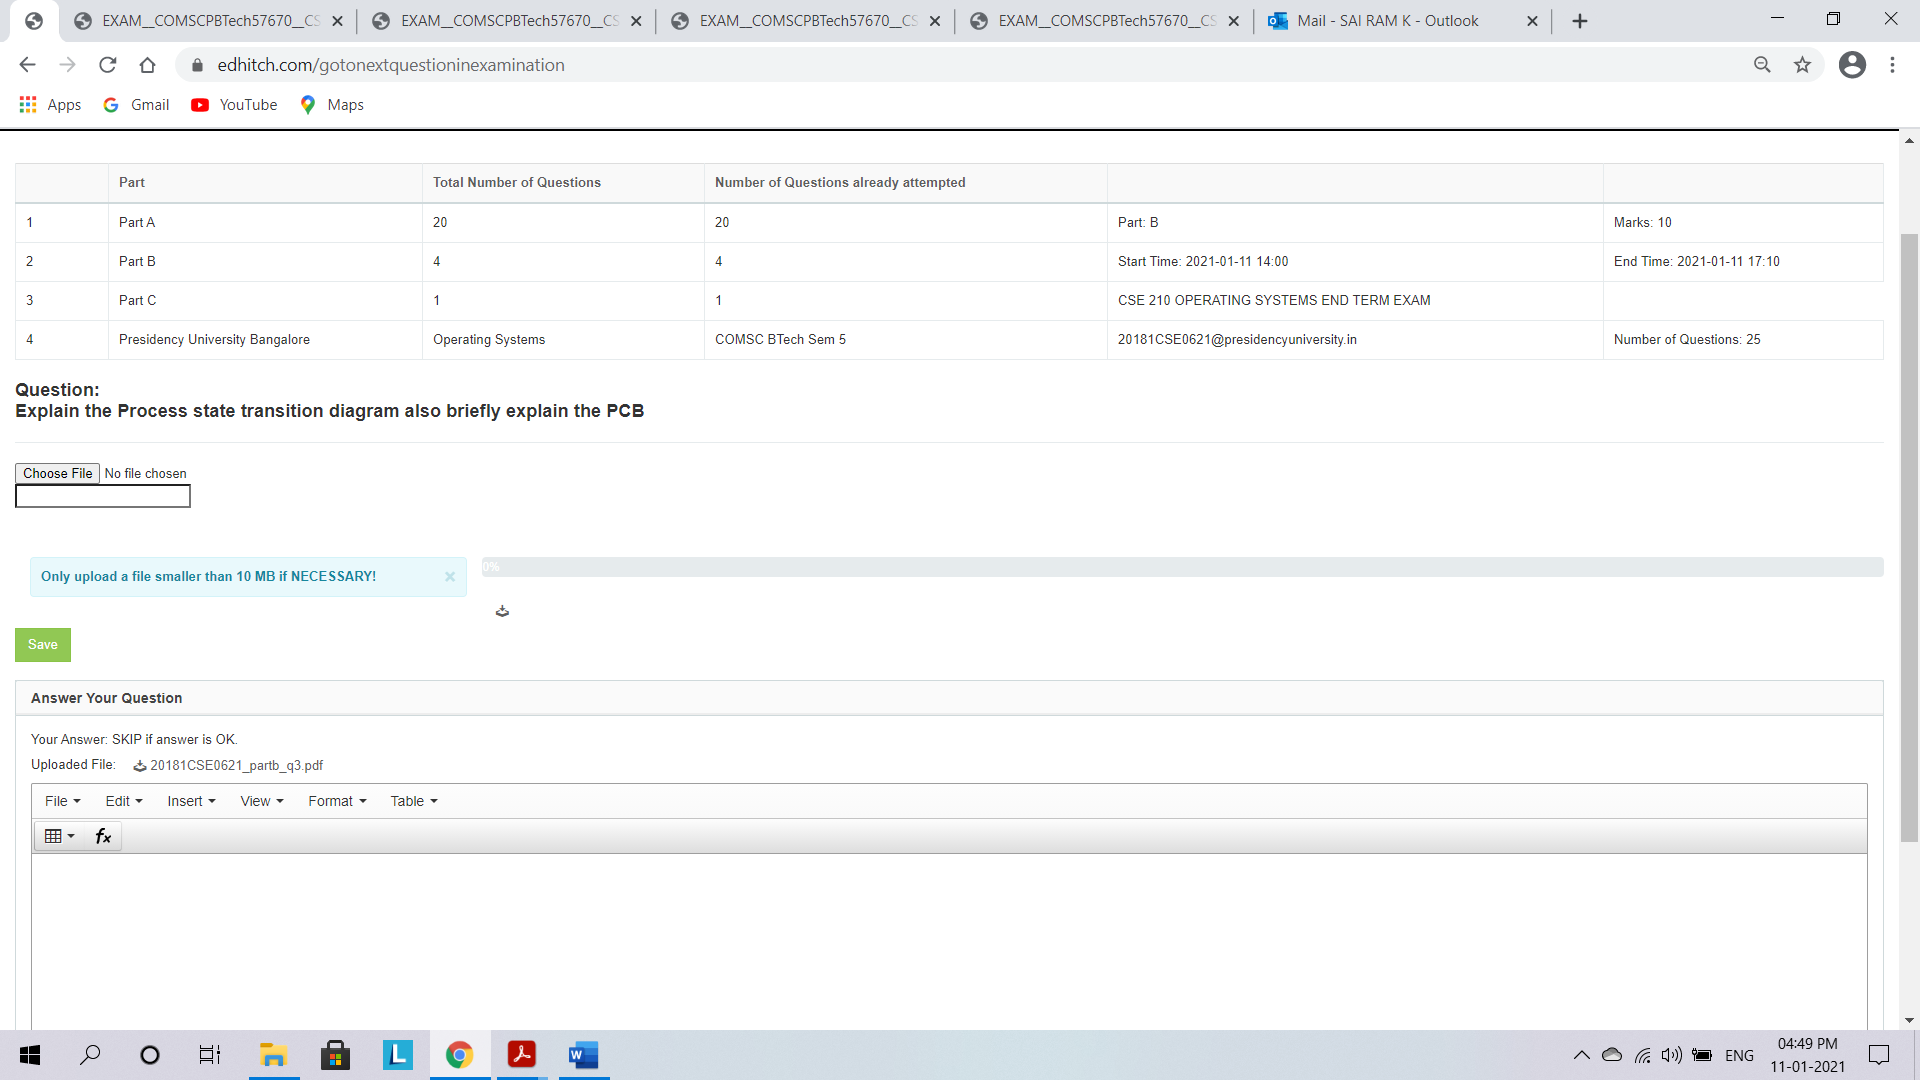 EXAM__COMSCPBTech57670__CS
EXAM__COMSCPBTech57670__CS
EXAM__COMSCPBTech57670__CS
EXAM__COMSCPBTech57670__CS
Mail - SAI RAM K - Outlook
edhitch.com/gotonextquestioninexamination
Apps Gmail YouTube Maps
Part Total Number of Questions Number of Questions already attempted
1 Part A 20 20 Part: B Marks: 10
2 Part B 4 4 Start Time: 2021-01-11 14:00 End Time: 2021-01-11 17:10
3 Part C 1 1 CSE 210 OPERATING SYSTEMS END TERM EXAM
4 Presidency University Bangalore Operating Systems COMSC BTech Sem 5 20181CSE0621@presidencyuniversity.in Number of Questions: 25
Question:
Explain the Process state transition diagram also briefly explain the PCB
Choose File No file chosen
Only upload a file smaller than 10 MB if NECESSARY! ×
0%
Save
Answer Your Question
Your Answer: SKIP if answer is OK.
Uploaded File: 20181CSE0621_partb_q3.pdf
File Edit Insert View Format Table
fx
ENG
04:49 PM
11-01-2021